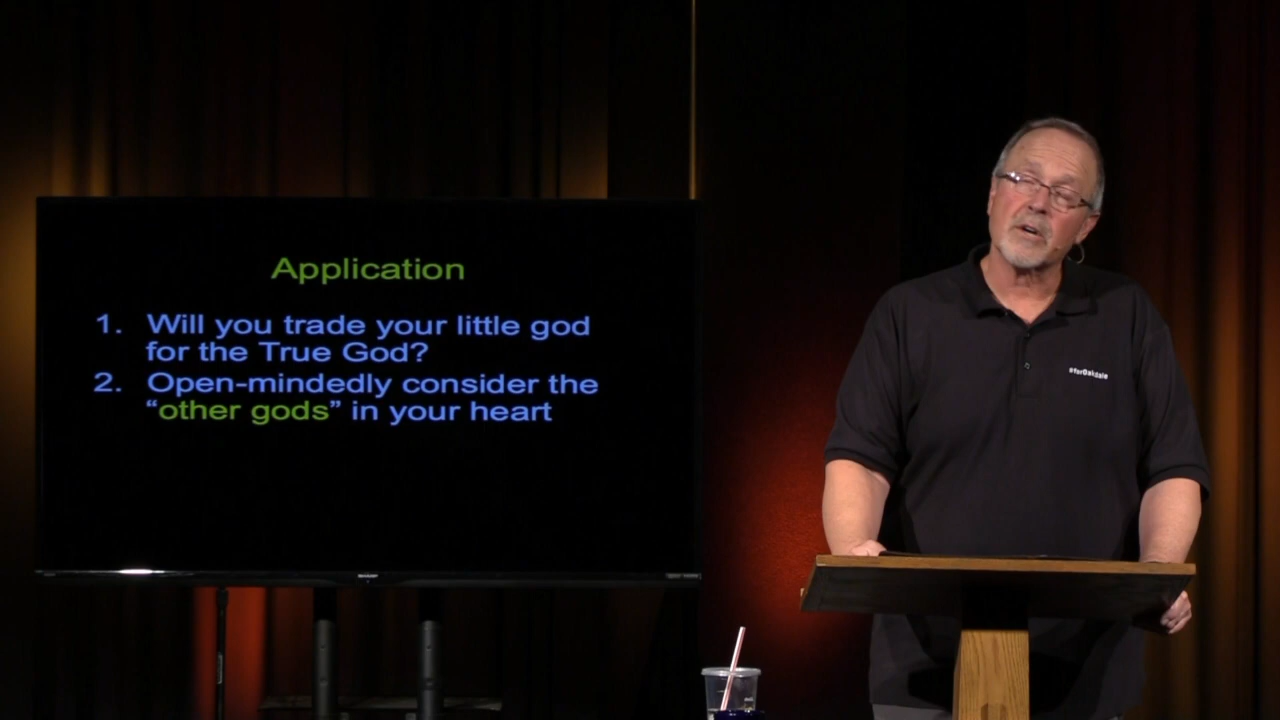 Application
1. Will you trade your little god
for the True God?
2. Open-mindedly consider the
“other gods” in your heart
#forOakdale
SHARP